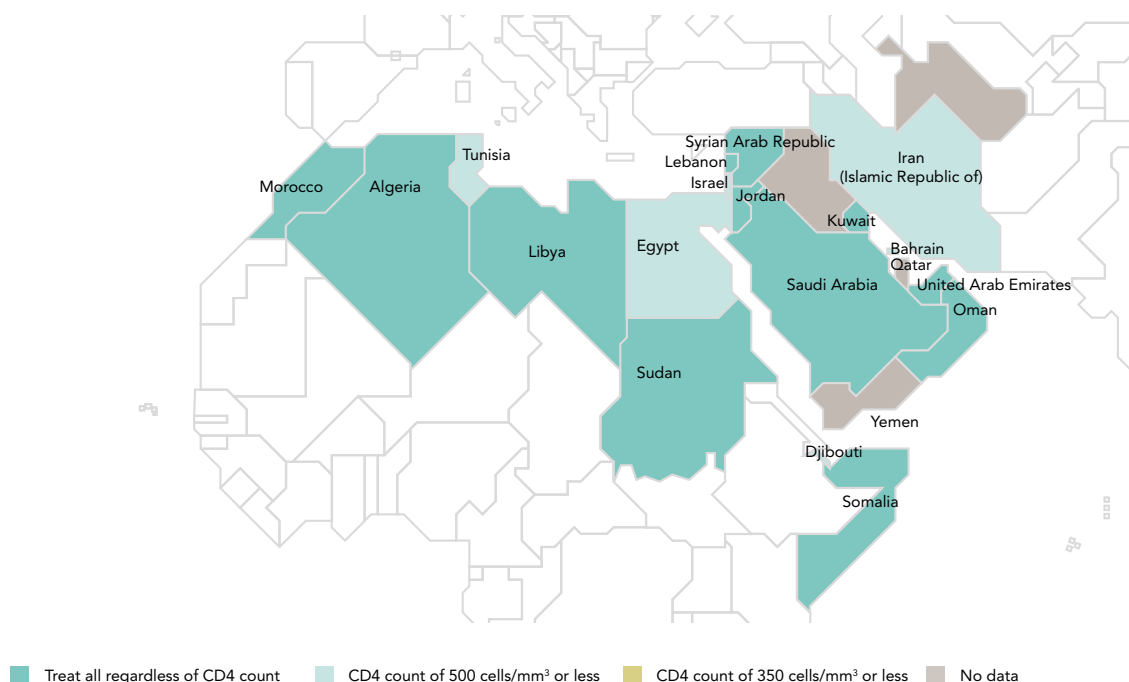 Syrian Arab Republic
Tunisia
Lebanon
Iran
(Islamic Republic of)
Israel
Morocco
Algeria
Jordan
Kuwait
Libya
Egypt
Bahrain
Qatar
Saudi Arabia
United Arab Emirates
Oman
Sudan
Yemen
Djibouti
Somalia
Treat all regardless of CD4 count
CD4 count of 500 cells/mm³ or less
CD4 count of 350 cells/mm³ or less
No data